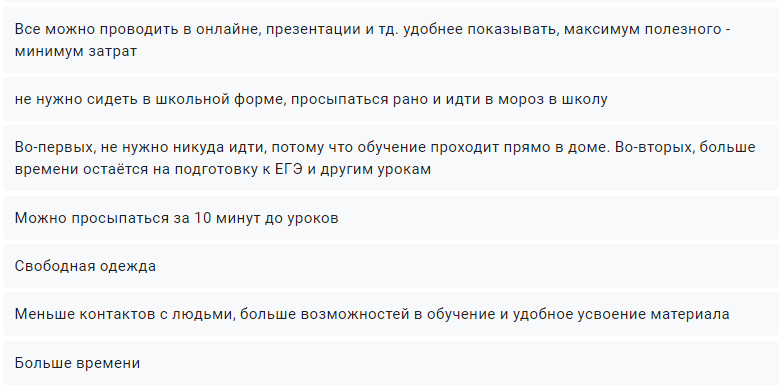 Все можно проводить в онлайне, презентации и тд. удобнее показывать, максимум полезного -
минимум затрат
не нужно сидеть в школьной форме, просыпаться рано и идти в мороз в школу
Во-первых, не нужно никуда идти, потому что обучение проходит прямо в доме. Во-вторых, больше
времени остаётся на подготовку к ЕГЭ и другим урокам
Можно просыпаться за 10 минут до уроков
Свободная одежда
Меньше контактов с людьми, больше возможностей в обучение и удобное усвоение материала
Больше времени